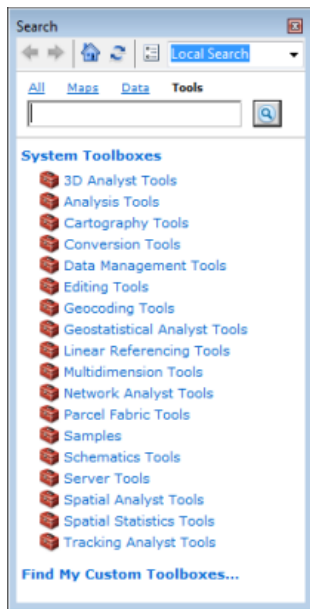 Search
Local Search
All Maps Data Tools
System Toolboxes
3D Analyst Tools
Analysis Tools
Cartography Tools
Conversion Tools
Data Management Tools
Editing Tools
Geocoding Tools
Geostatistical Analyst Tools
Linear Referencing Tools
Multidimension Tools
Network Analyst Tools
Parcel Fabric Tools
Samples
Schematics Tools
Server Tools
Spatial Analyst Tools
Spatial Statistics Tools
Tracking Analyst Tools
Find My Custom Toolboxes...